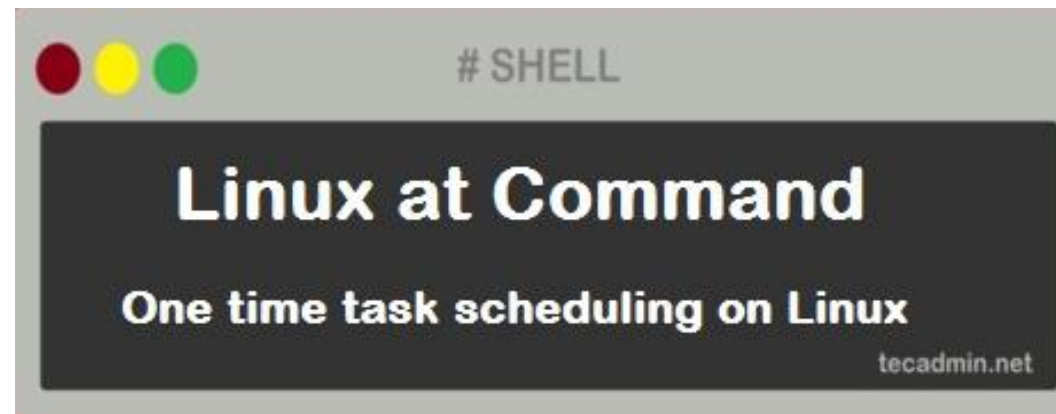 # SHELL
Linux at Command
One time task scheduling on Linux
tecadmin.net